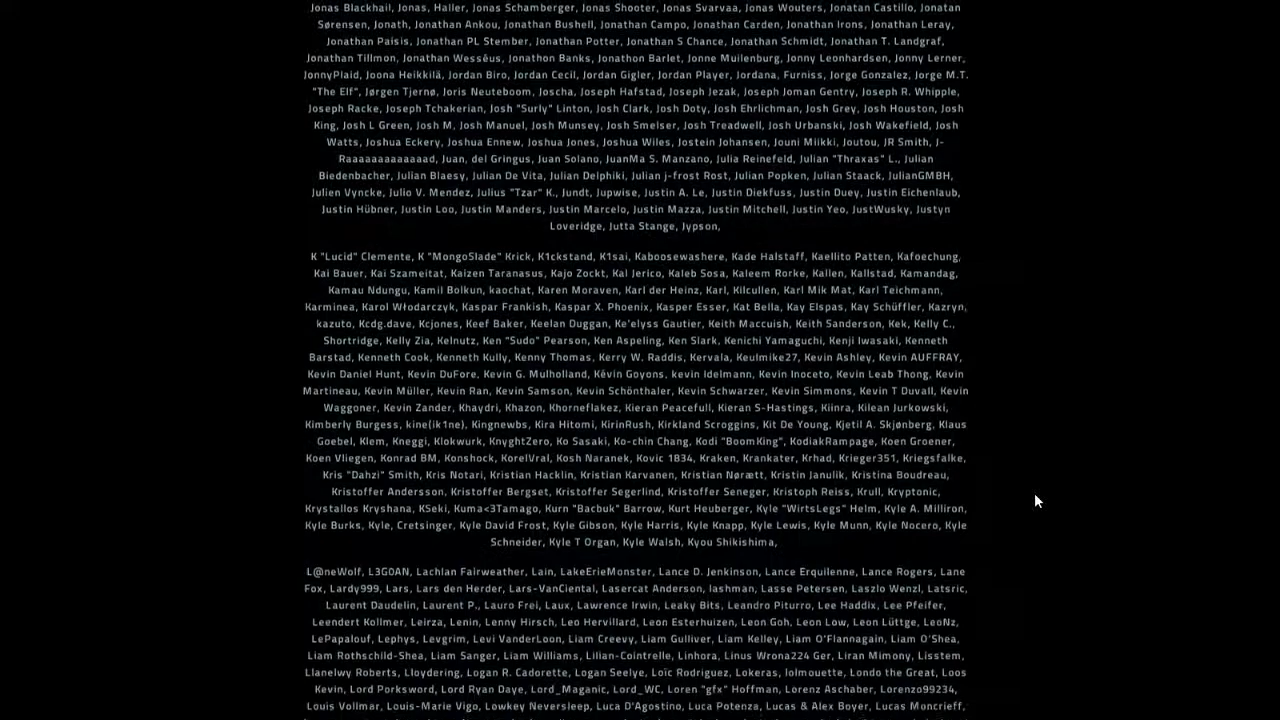 Jonas Blackhail, Jonas, Haller, Jonas Schamberger, Jonas Shooter, Jonas Svarvaa, Jonas Wouters, Jonatan Castillo, Jonatan
Sørensen, Jonath, Jonathan Ankou, Jonathan Bushell, Jonathan Campo, Jonathan Carden, Jonathan Irons, Jonathan Leray,
Jonathan Paisis, Jonathan PL Stember, Jonathan Potter, Jonathan S Chance, Jonathan Schmidt, Jonathan T. Landgraf,
Jonathan Tillmon, Jonathan Wessêus, Jonathon Banks, Jonathon Barlet, Jonne Muilenburg, Jonny Leonhardsen, Jonny Lerner,
JonnyPlaid, Joona Heikkilä, Jordan Biro, Jordan Cecil, Jordan Gigler, Jordan Player, Jordana, Furniss, Jorge Gonzalez, Jorge M.T.
"The Elf", Jørgen Tjernø, Joris Neuteboom, Joscha, Joseph Hafstad, Joseph Jezak, Joseph Joman Gentry, Joseph R. Whipple,
Joseph Racke, Joseph Tchakerian, Josh "Surly" Linton, Josh Clark, Josh Doty, Josh Ehrlichman, Josh Grey, Josh Houston, Josh
King, Josh L Green, Josh M, Josh Manuel, Josh Munsey, Josh Smelser, Josh Treadwell, Josh Urbanski, Josh Wakefield, Josh
Watts, Joshua Eckery, Joshua Ennew, Joshua Jones, Joshua Wiles, Jostein Johansen, Jouni Miikki, Joutou, JR Smith, J-
Raaaaaaaaaaaaad, Juan, del Gringus, Juan Solano, JuanMa S. Manzano, Julia Reinefeld, Julian "Thraxas" L., Julian
Biedenbacher, Julian Blaesy, Julian De Vita, Julian Delphiki, Julian j-frost Rost, Julian Popken, Julian Staack, JulianGMBH,
Julien Vyncke, Julio V. Mendez, Julius "Tzar" K., Jundt, Jupwise, Justin A. Le, Justin Diekfuss, Justin Duey, Justin Eichenlaub,
Justin Hübner, Justin Loo, Justin Manders, Justin Marcelo, Justin Mazza, Justin Mitchell, Justin Yeo, JustWusky, Justyn
Loveridge, Jutta Stange, Jypson,
K "Lucid" Clemente, K "MongoSlade" Krick, K1ckstand, K1sai, Kaboosewashere, Kade Halstaff, Kaellito Patten, Kafoechung,
Kai Bauer, Kai Szameitat, Kaizen Taranasus, Kajo Zockt, Kal Jerico, Kaleb Sosa, Kaleem Rorke, Kallen, Kallstad, Kamandag,
Kamau Ndungu, Kamil Bolkun, kaochat, Karen Moraven, Karl der Heinz, Karl, Kilcullen, Karl Mik Mat, Karl Teichmann,
Karminea, Karol Włodarczyk, Kaspar Frankish, Kaspar X. Phoenix, Kasper Esser, Kat Bella, Kay Elspas, Kay Schüffler, Kazryn,
kazuto, Kcdg.dave, Kcjones, Keef Baker, Keelan Duggan, Ke'elyss Gautier, Keith Maccuish, Keith Sanderson, Kek, Kelly C.,
Shortridge, Kelly Zia, Kelnutz, Ken "Sudo" Pearson, Ken Aspeling, Ken Slark, Kenichi Yamaguchi, Kenji Iwasaki, Kenneth
Barstad, Kenneth Cook, Kenneth Kully, Kenny Thomas, Kerry W. Raddis, Kervala, Keulmike27, Kevin Ashley, Kevin AUFFRAY,
Kevin Daniel Hunt, Kevin DuFore, Kevin G. Mulholland, Kévin Goyons, kevin Idelmann, Kevin Inoceto, Kevin Leab Thong, Kevin
Martineau, Kevin Müller, Kevin Ran, Kevin Samson, Kevin Schönthaler, Kevin Schwarzer, Kevin Simmons, Kevin T Duvall, Kevin
Waggoner, Kevin Zander, Khaydri, Khazon, Khorneflakez, Kieran Peacefull, Kieran S-Hastings, Kiinra, Kilean Jurkowski,
Kimberly Burgess, kine(ik1ne), Kingnewbs, Kira Hitomi, KirinRush, Kirkland Scroggins, Kit De Young, Kjetil A. Skjønberg, Klaus
Goebel, Klem, Kneggi, Klokwurk, KnyghtZero, Ko Sasaki, Ko-chin Chang, Kodi "BoomKing", KodiakRampage, Koen Groener,
Koen Vliegen, Konrad BM, Konshock, KorelVral, Kosh Naranek, Kovic 1834, Kraken, Krankater, Krhad, Krieger351, Kriegsfalke,
Kris "Dahzi" Smith, Kris Notari, Kristian Hacklin, Kristian Karvanen, Kristian Nørætt, Kristin Janulik, Kristina Boudreau,
Kristoffer Andersson, Kristoffer Bergset, Kristoffer Segerlind, Kristoffer Seneger, Kristoph Reiss, Krull, Kryptonic,
Krystallos Kryshana, KSeki, Kuma<3Tamago, Kurn "Bacbuk" Barrow, Kurt Heuberger, Kyle "WirtsLegs" Helm, Kyle A. Milliron,
Kyle Burks, Kyle, Cretsinger, Kyle David Frost, Kyle Gibson, Kyle Harris, Kyle Knapp, Kyle Lewis, Kyle Munn, Kyle Nocero, Kyle
Schneider, Kyle T Organ, Kyle Walsh, Kyou Shikishima,
L@neWolf, L3G0AN, Lachlan Fairweather, Lain, LakeErieMonster, Lance D. Jenkinson, Lance Erquilenne, Lance Rogers, Lane
Fox, Lardy999, Lars, Lars den Herder, Lars-VanCiental, Lasercat Anderson, lashman, Lasse Petersen, Laszlo Wenzl, Latsric,
Laurent Daudelin, Laurent P., Lauro Frei, Laux, Lawrence Irwin, Leaky Bits, Leandro Piturro, Lee Haddix, Lee Pfeifer,
Leendert Kollmer, Leirza, Lenin, Lenny Hirsch, Leo Hervillard, Leon Esterhuizen, Leon Goh, Leon Low, Leon Lüttge, LeoNz,
LePapalouf, Lephys, Levgrim, Levi VanderLoon, Liam Creevy, Liam Gulliver, Liam Kelley, Liam O'Flannagain, Liam O'Shea,
Liam Rothschild-Shea, Liam Sanger, Liam Williams, Lilian-Cointrelle, Linhora, Linus Wrona224 Ger, Liran Mimony, Lisstem,
Llanelwy Roberts, Lloydering, Logan R. Cadorette, Logan Seelye, Loïc Rodriguez, Lokeras, lolmouette, Londo the Great, Loos
Kevin, Lord Porksword, Lord Ryan Daye, Lord_Maganic, Lord_WC, Loren "gfx" Hoffman, Lorenz Aschaber, Lorenzo99234,
Louis Vollmar, Louis-Marie Vigo, Lowkey Neversleep, Luca D'Agostino, Luca Potenza, Lucas & Alex Boyer, Lucas Moncrieff,